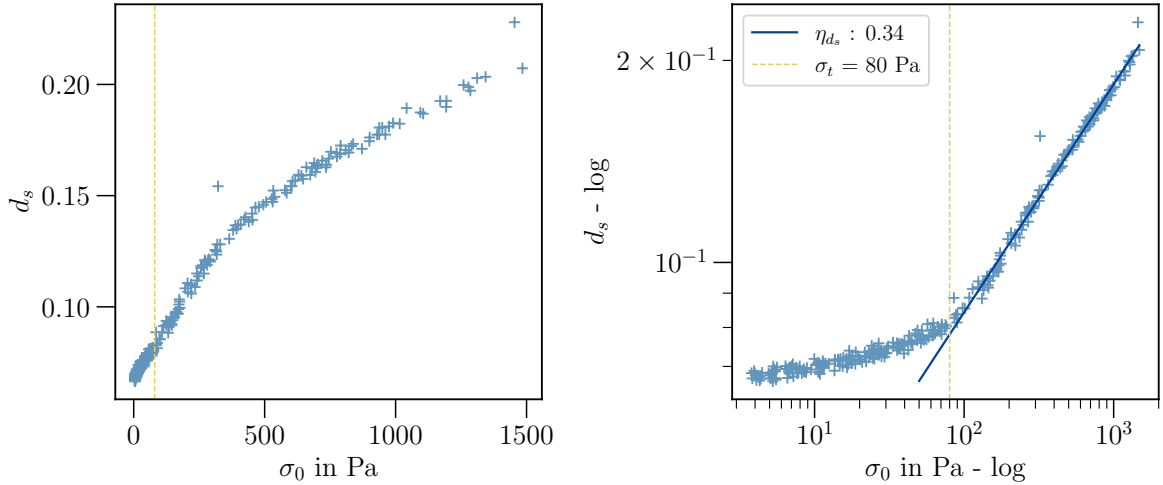 0.20
0.15
0.10
d_s
0
500
1000
1500
σ_0 in Pa
η_{d_s} : 0.34
σ_t = 80 Pa
2 × 10^{-1}
10^{-1}
d_s - log
10^1
10^2
10^3
σ_0 in Pa - log